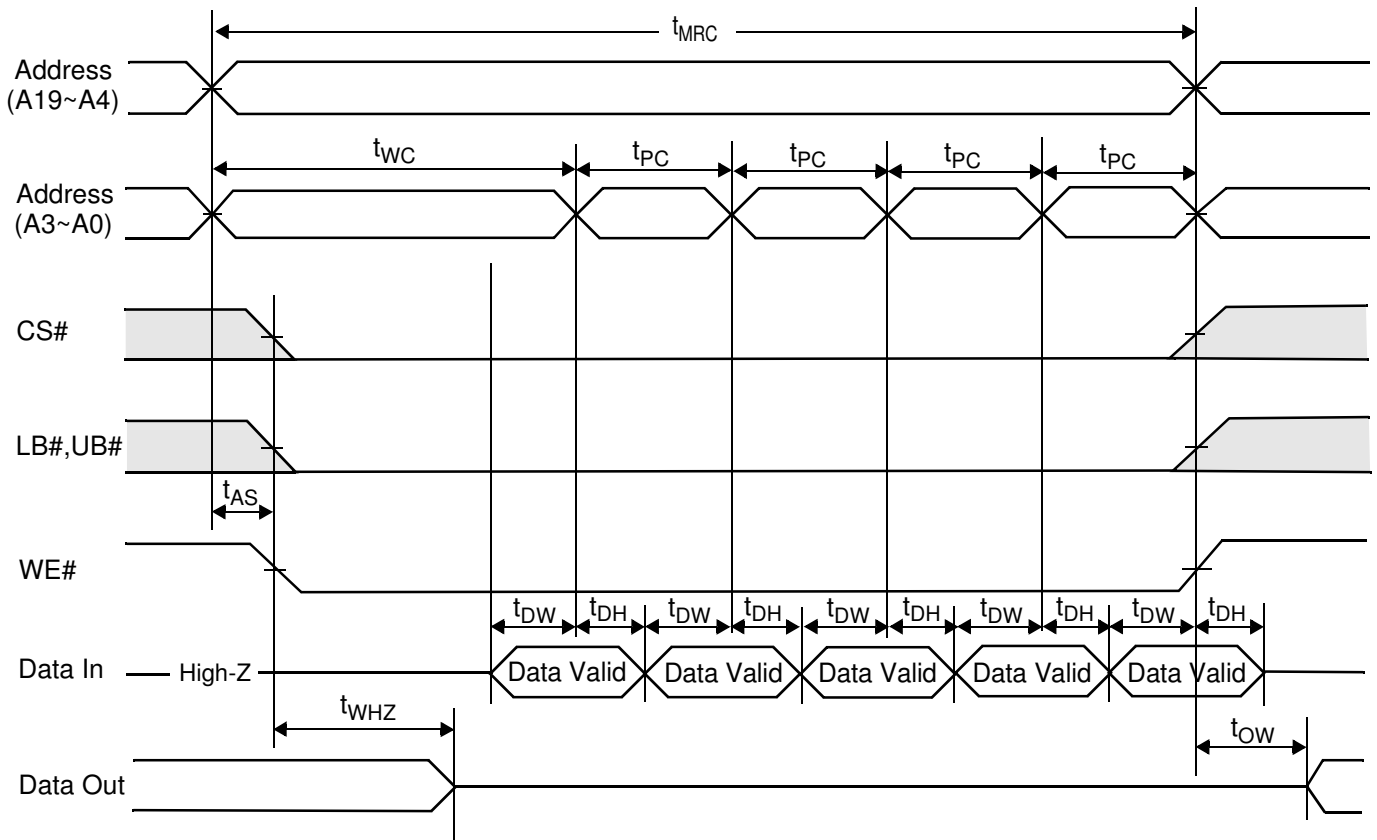 tMRC
Address
(A19~A4)
tWC tPC tPC tPC tPC
Address
(A3~A0)
CS#
LB#,UB#
tAS
WE#
tDW tDH tDW tDH tDW tDH tDW tDH tDW tDH
Data In High-Z Data Valid Data Valid Data Valid Data Valid Data Valid
tWHZ tOW
Data Out